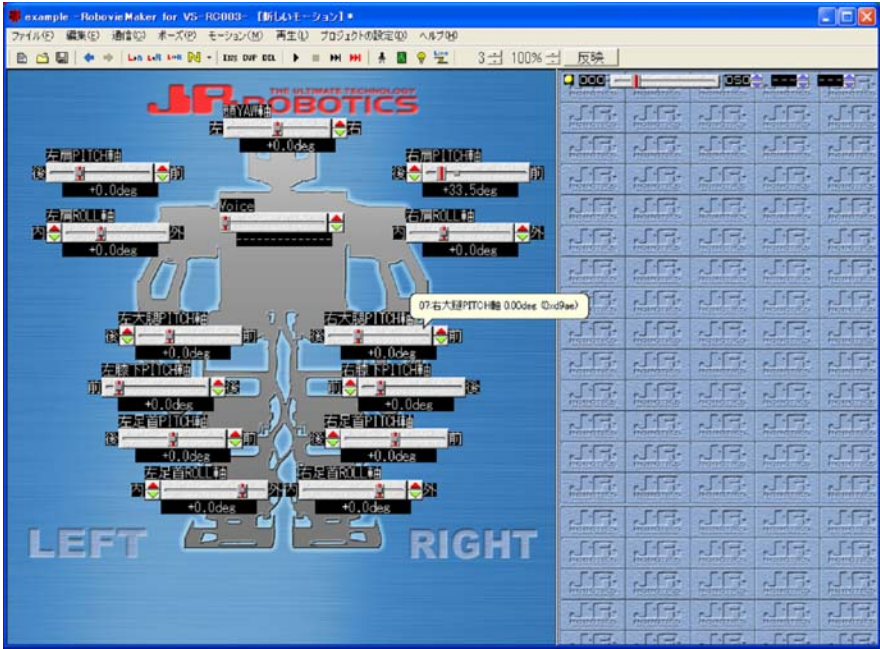 example -RobovieMaker for VS-RC003- [新しいモーション] *
ファイル(F) 編集(E) 通信(C) ポーズ(P) モーション(M) 再生(L) プロジェクトの設定(D) ヘルプ(H)
INS DUP DEL 3 100% 反映
JR THE ULTIMATE TECHNOLOGY
ROBOTICS
000 050 --- ---
頭YAW軸
左 右
+0.0deg
左肩PITCH軸 右肩PITCH軸
後 前 後 前
+0.0deg +33.5deg
左肩ROLL軸 Voice 右肩ROLL軸
内 外 内 外
+0.0deg ---------- +0.0deg
07:右大腿PITCH軸 0.00deg (0xd9ae)
左大腿PITCH軸 右大腿PITCH軸
後 前 後 前
+0.0deg +0.0deg
左膝下PITCH軸 右膝下PITCH軸
前 後 前 後
+0.0deg +0.0deg
左足首PITCH軸 右足首PITCH軸
後 前 後 前
+0.0deg +0.0deg
左足首ROLL軸 右足首ROLL軸
内 外 内 外
+0.0deg +0.0deg
LEFT RIGHT